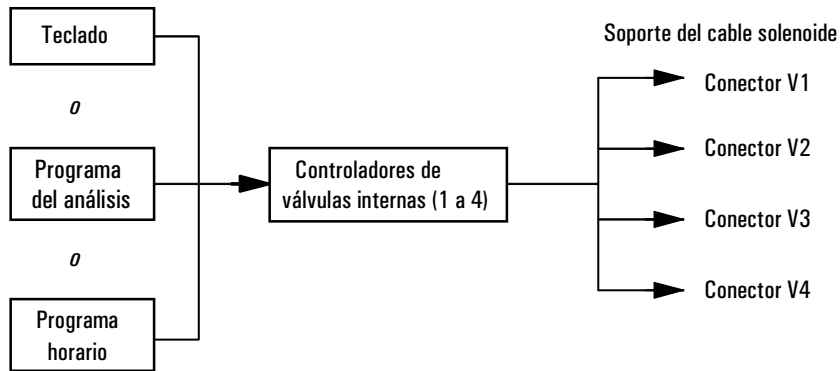 Teclado
o
Programa
del análisis
o
Programa
horario
Controladores de
válvulas internas (1 a 4)
Soporte del cable solenoide
Conector V1
Conector V2
Conector V3
Conector V4